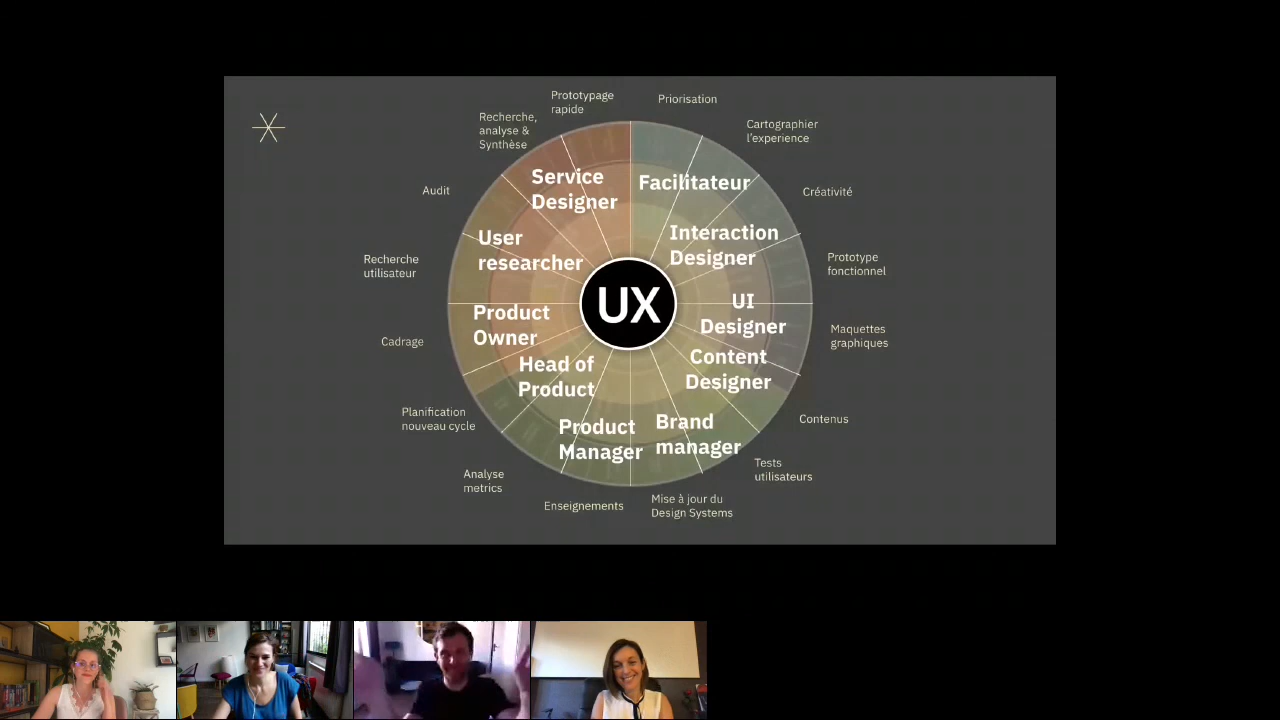 Prototypage
rapide
Priorisation
Recherche,
analyse &
Synthèse
Cartographier
l'experience
Audit
Créativité
Recherche
utilisateur
Prototype
fonctionnel
Cadrage
Maquettes
graphiques
Planification
nouveau cycle
Contenus
Analyse
metrics
Tests
utilisateurs
Enseignements
Mise à jour du
Design Systems
Service
Designer
Facilitateur
User
researcher
Interaction
Designer
UX
Product
Owner
UI
Designer
Head of
Product
Content
Designer
Product
Manager
Brand
manager